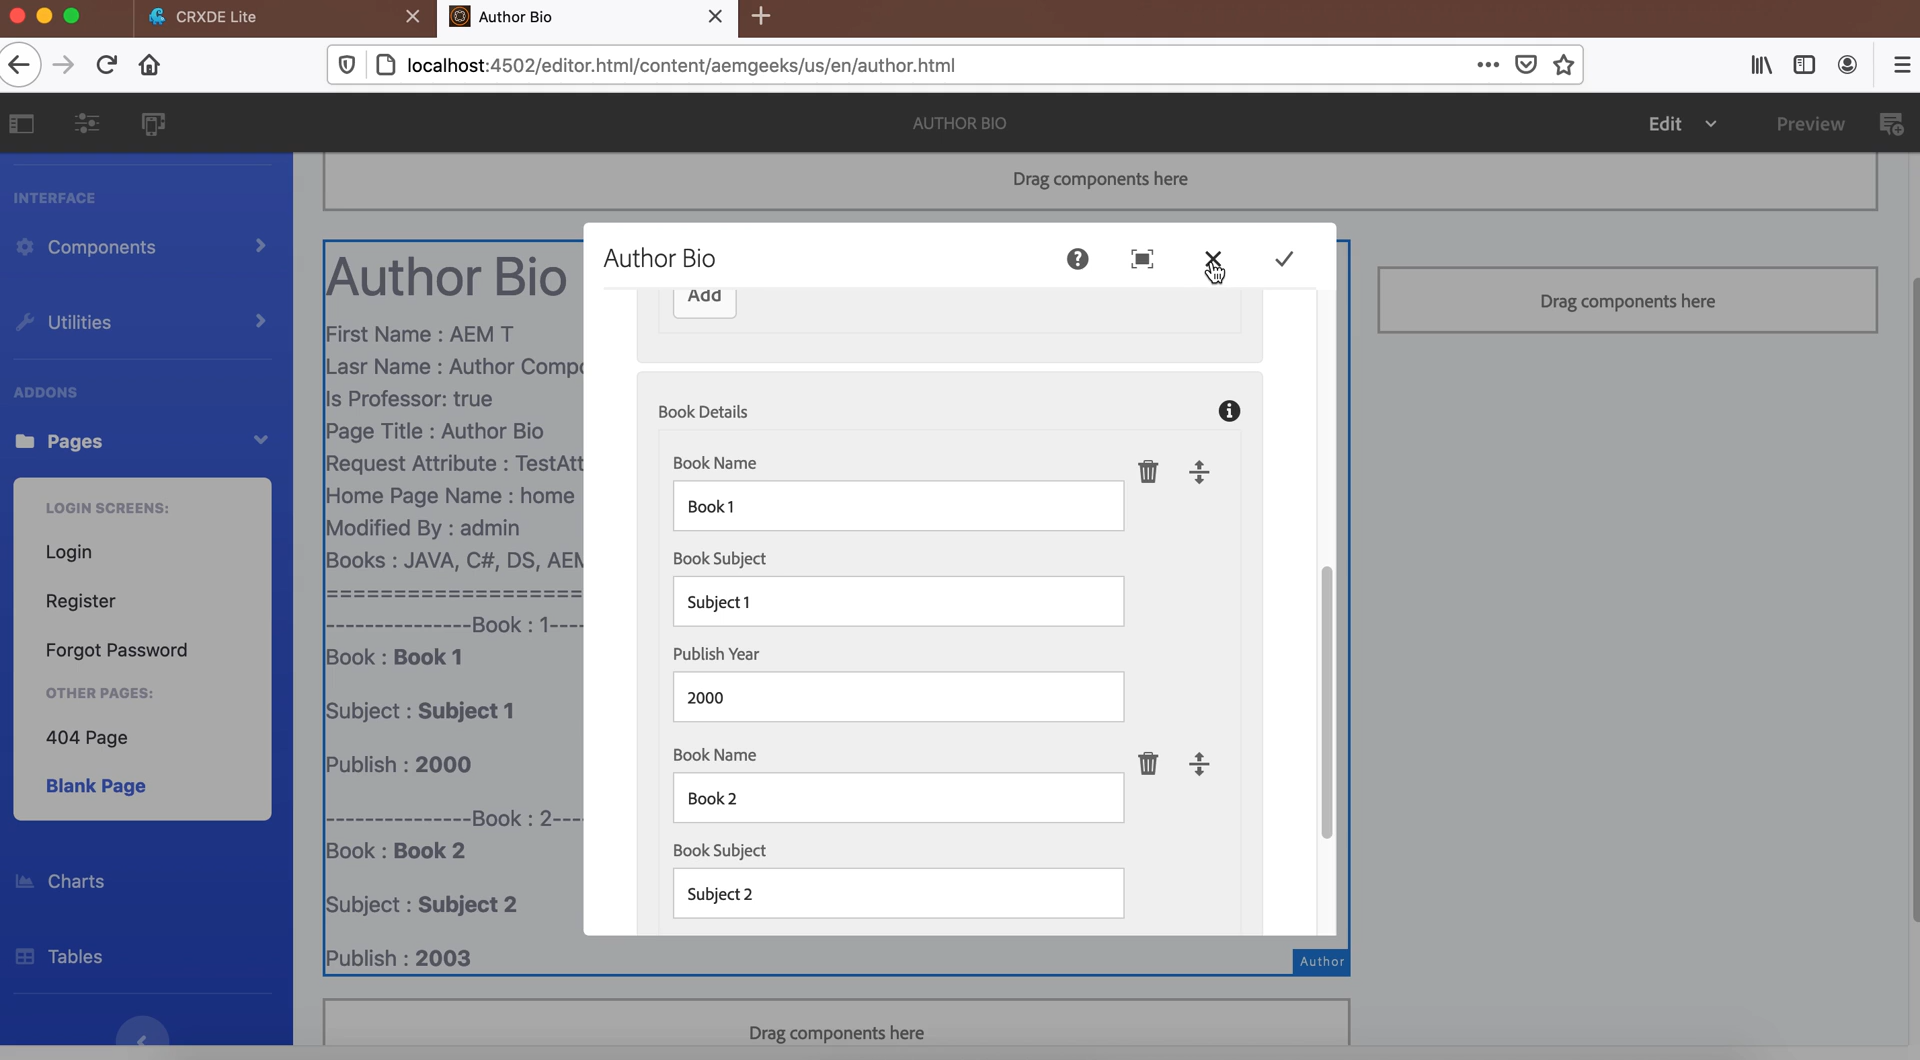 CRXDE Lite
Author Bio
localhost:4502/editor.html/content/aemgeeks/us/en/author.html
AUTHOR BIO
Edit
Preview
INTERFACE
Components
Utilities
ADDONS
Pages
LOGIN SCREENS:
Login
Register
Forgot Password
OTHER PAGES:
404 Page
Blank Page
Charts
Tables
Drag components here
Author Bio
First Name : AEM T
Lasr Name : Author Compo
Is Professor: true
Page Title : Author Bio
Request Attribute : TestAtt
Home Page Name : home
Modified By : admin
Books : JAVA, C#, DS, AEM
======================
---------------Book : 1----
Book : Book 1
Subject : Subject 1
Publish : 2000
---------------Book : 2----
Book : Book 2
Subject : Subject 2
Publish : 2003
Author
Drag components here
Drag components here
Author Bio
Add
Book Details
Book Name
Book 1
Book Subject
Subject 1
Publish Year
2000
Book Name
Book 2
Book Subject
Subject 2